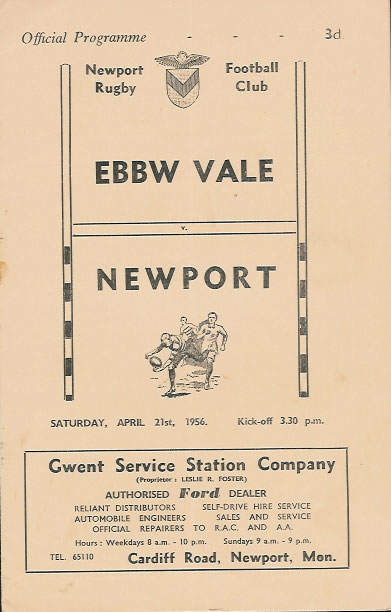 Official Programme - - - 3d
Newport Football
Rugby Club
EBBW VALE
v.
NEWPORT
SATURDAY, APRIL 21st, 1956. Kick-off 3.30 p.m.
Gwent Service Station Company
(Proprietor : LESLIE R. FOSTER)
AUTHORISED Ford DEALER
RELIANT DISTRIBUTORS SELF-DRIVE HIRE SERVICE
AUTOMOBILE ENGINEERS SALES AND SERVICE
OFFICIAL REPAIRERS TO R.A.C. AND A.A.
Hours : Weekdays 8 a.m. - 10 p.m. Sundays 9 a.m. - 9 p.m.
TEL. 65110 Cardiff Road, Newport, Mon.